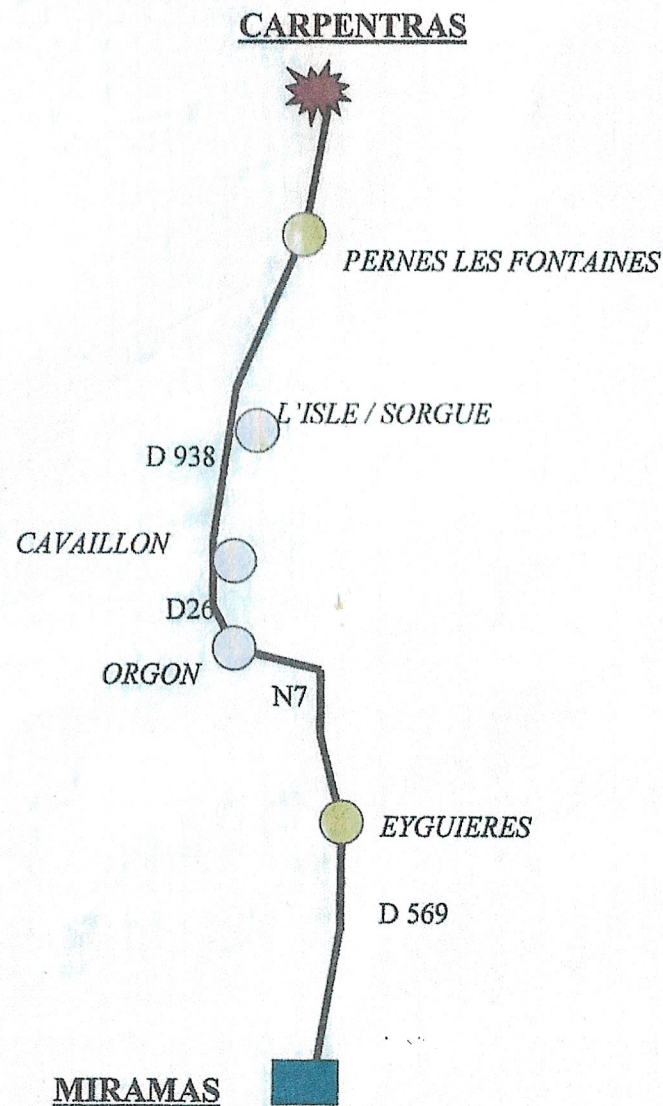 CARPENTRAS
PERNES LES FONTAINES
L'ISLE / SORGUE
D 938
CAVAILLON
D26
ORGON
N7
EYGUIERES
D 569
MIRAMAS